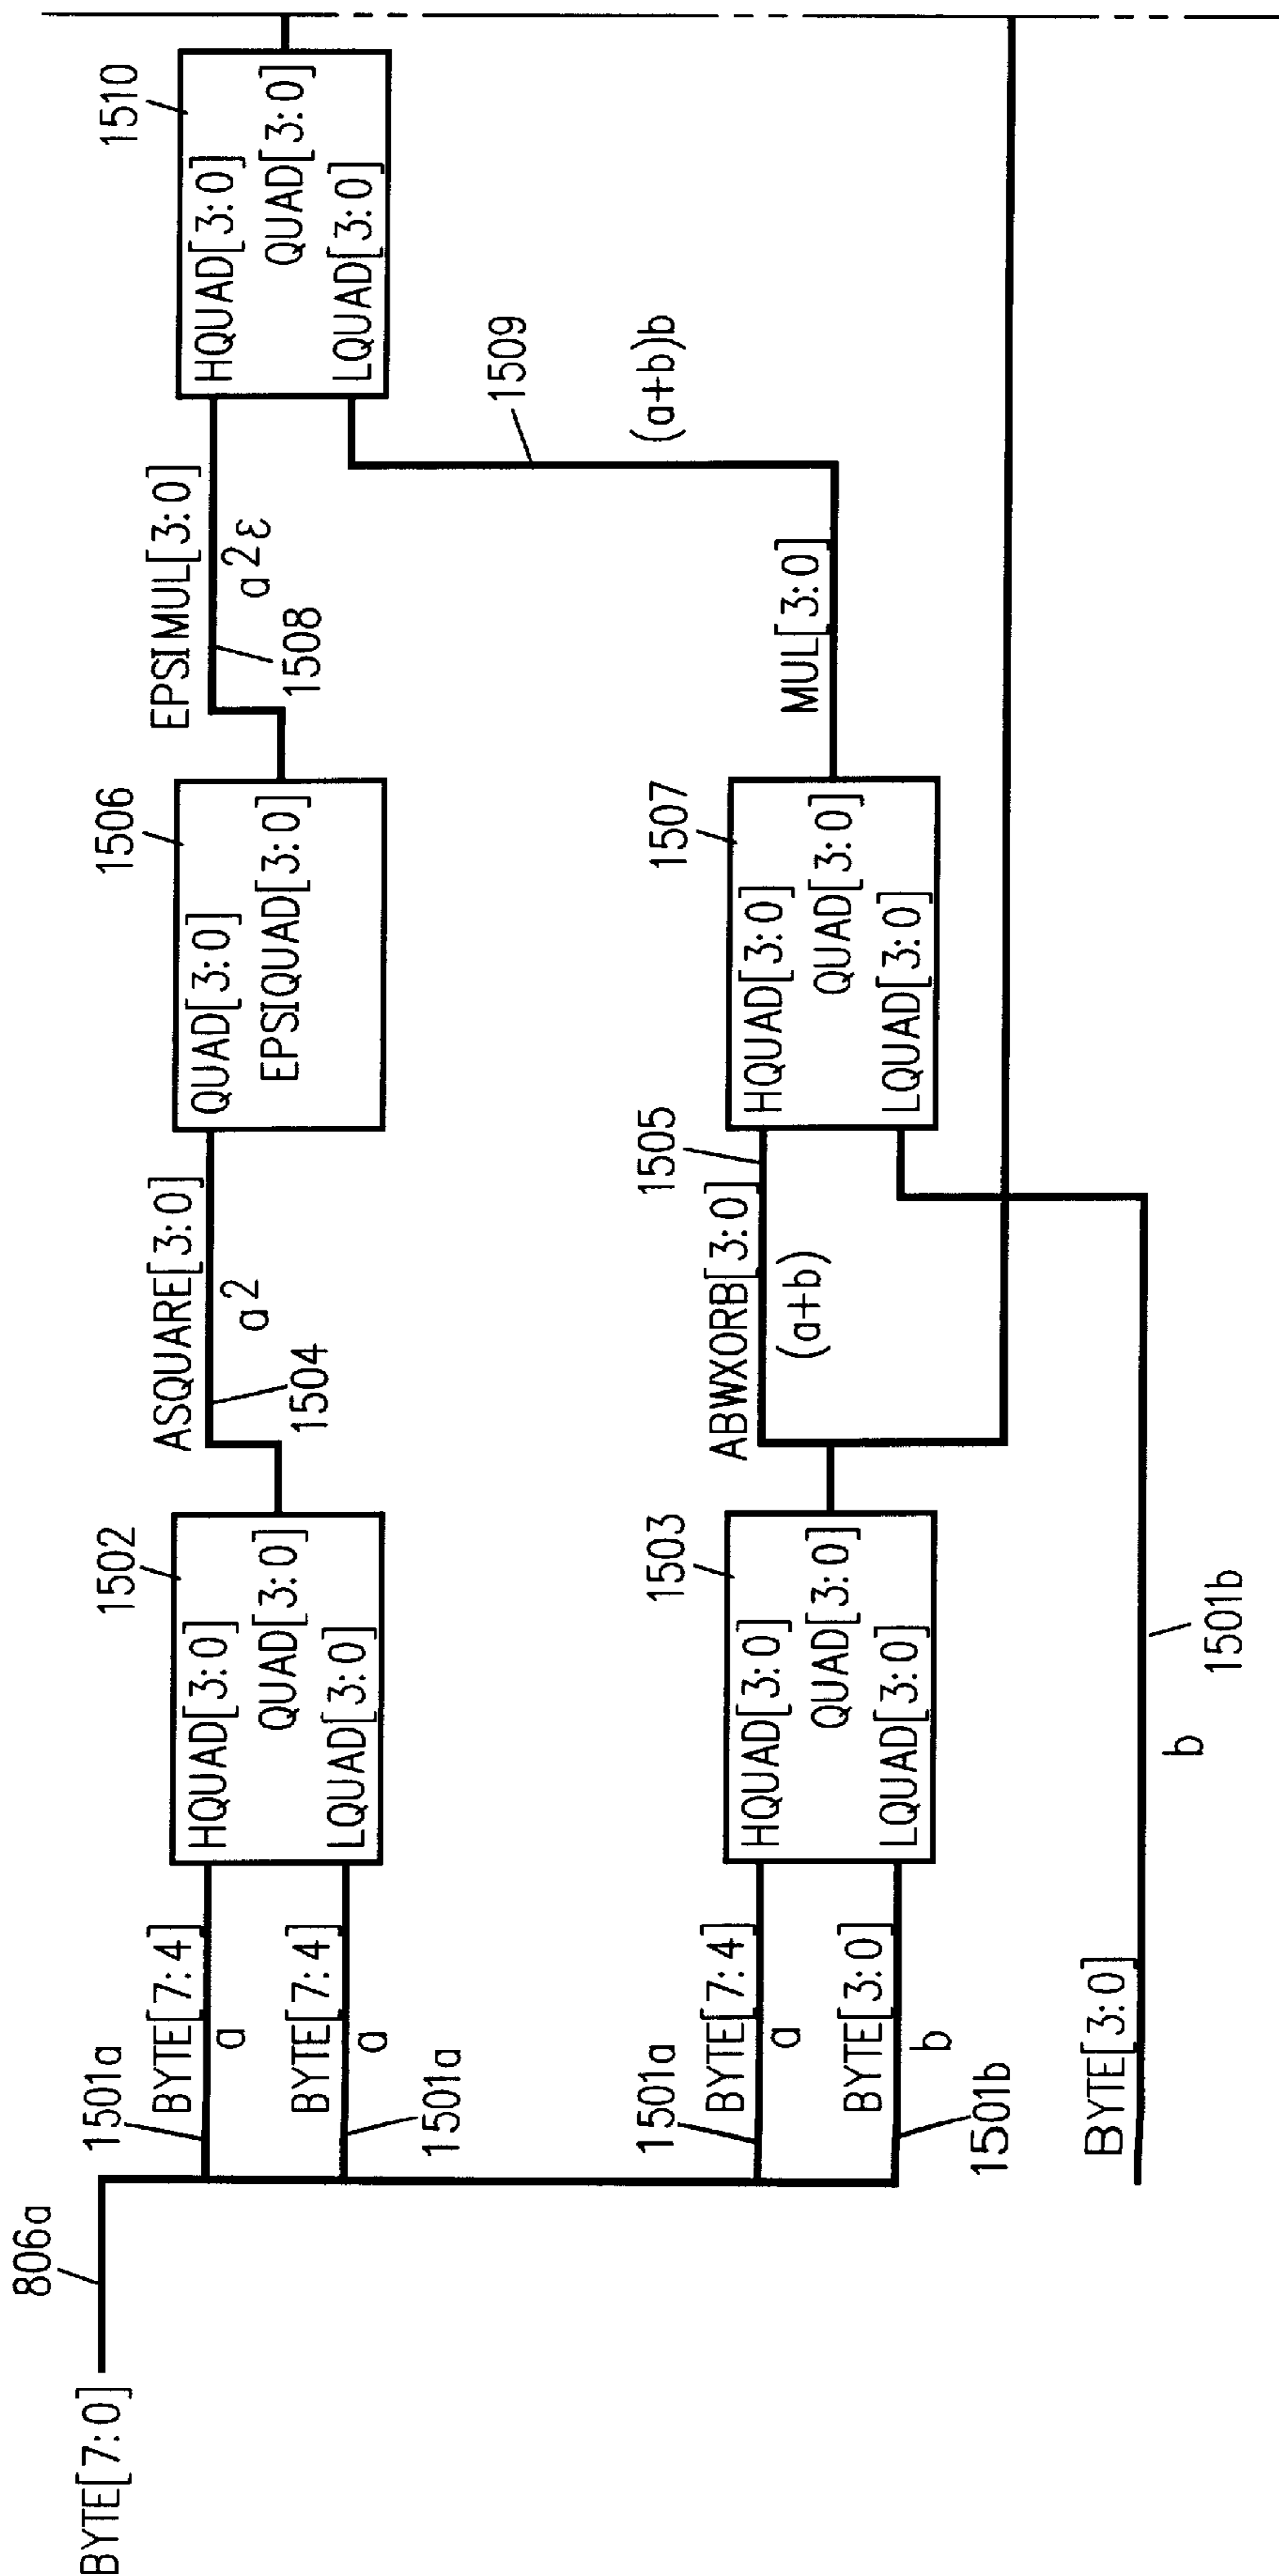 BYTE[7:0]
806a
1501a
BYTE[7:4]
a
BYTE[7:4]
a
1501a
1502
HQUAD[3:0]
QUAD[3:0]
LQUAD[3:0]
ASQUARE[3:0]
a2
1504
1506
QUAD[3:0]
EPSIQUAD[3:0]
EPSIMUL[3:0]
a2ε
1508
1510
HQUAD[3:0]
QUAD[3:0]
LQUAD[3:0]
1509
(a+b)b
1501a
BYTE[7:4]
a
BYTE[3:0]
b
1501b
1503
HQUAD[3:0]
QUAD[3:0]
LQUAD[3:0]
ABWXORB[3:0]
(a+b)
1505
1507
HQUAD[3:0]
QUAD[3:0]
LQUAD[3:0]
MUL[3:0]
BYTE[3:0]
b
1501b